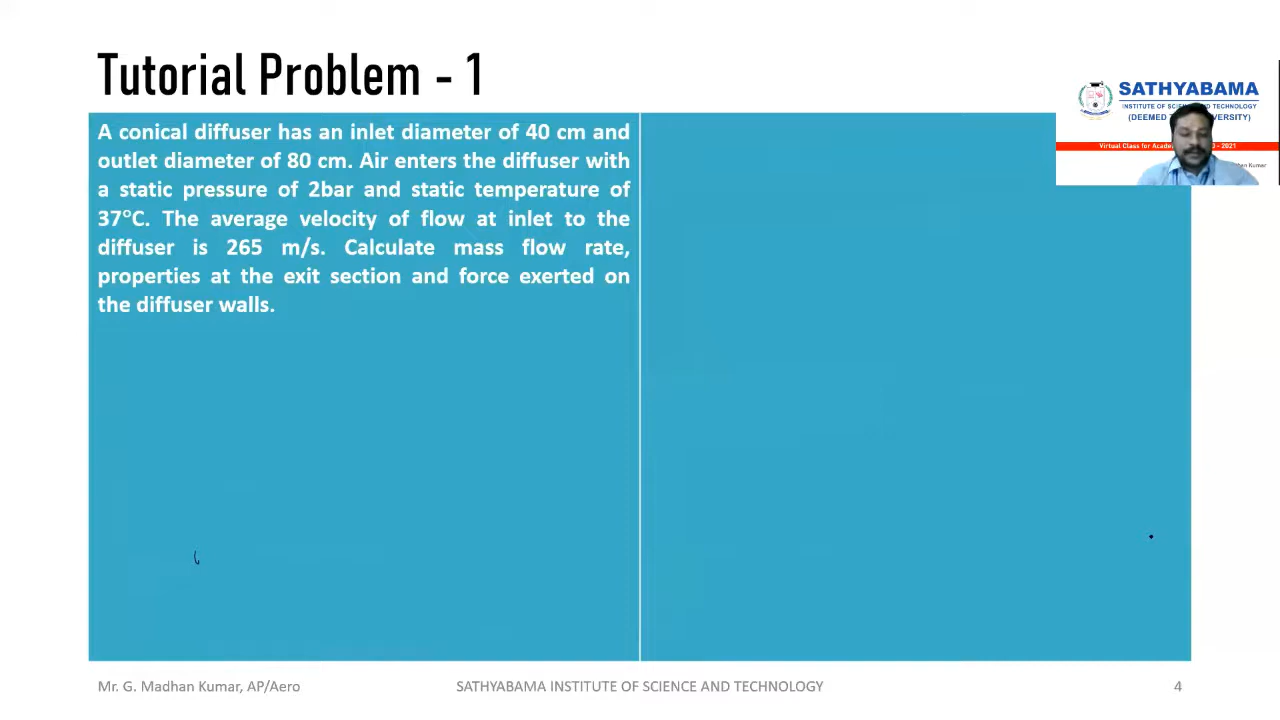 Tutorial Problem - 1
A conical diffuser has an inlet diameter of 40 cm and
outlet diameter of 80 cm. Air enters the diffuser with
a static pressure of 2bar and static temperature of
37°C. The average velocity of flow at inlet to the
diffuser is 265 m/s. Calculate mass flow rate,
properties at the exit section and force exerted on
the diffuser walls.
SATHYABAMA
INSTITUTE OF SCIENCE AND TECHNOLOGY
(DEEMED
Virtual Class for
2021
Kumar
Mr. G. Madhan Kumar, AP/Aero
SATHYABAMA INSTITUTE OF SCIENCE AND TECHNOLOGY
4